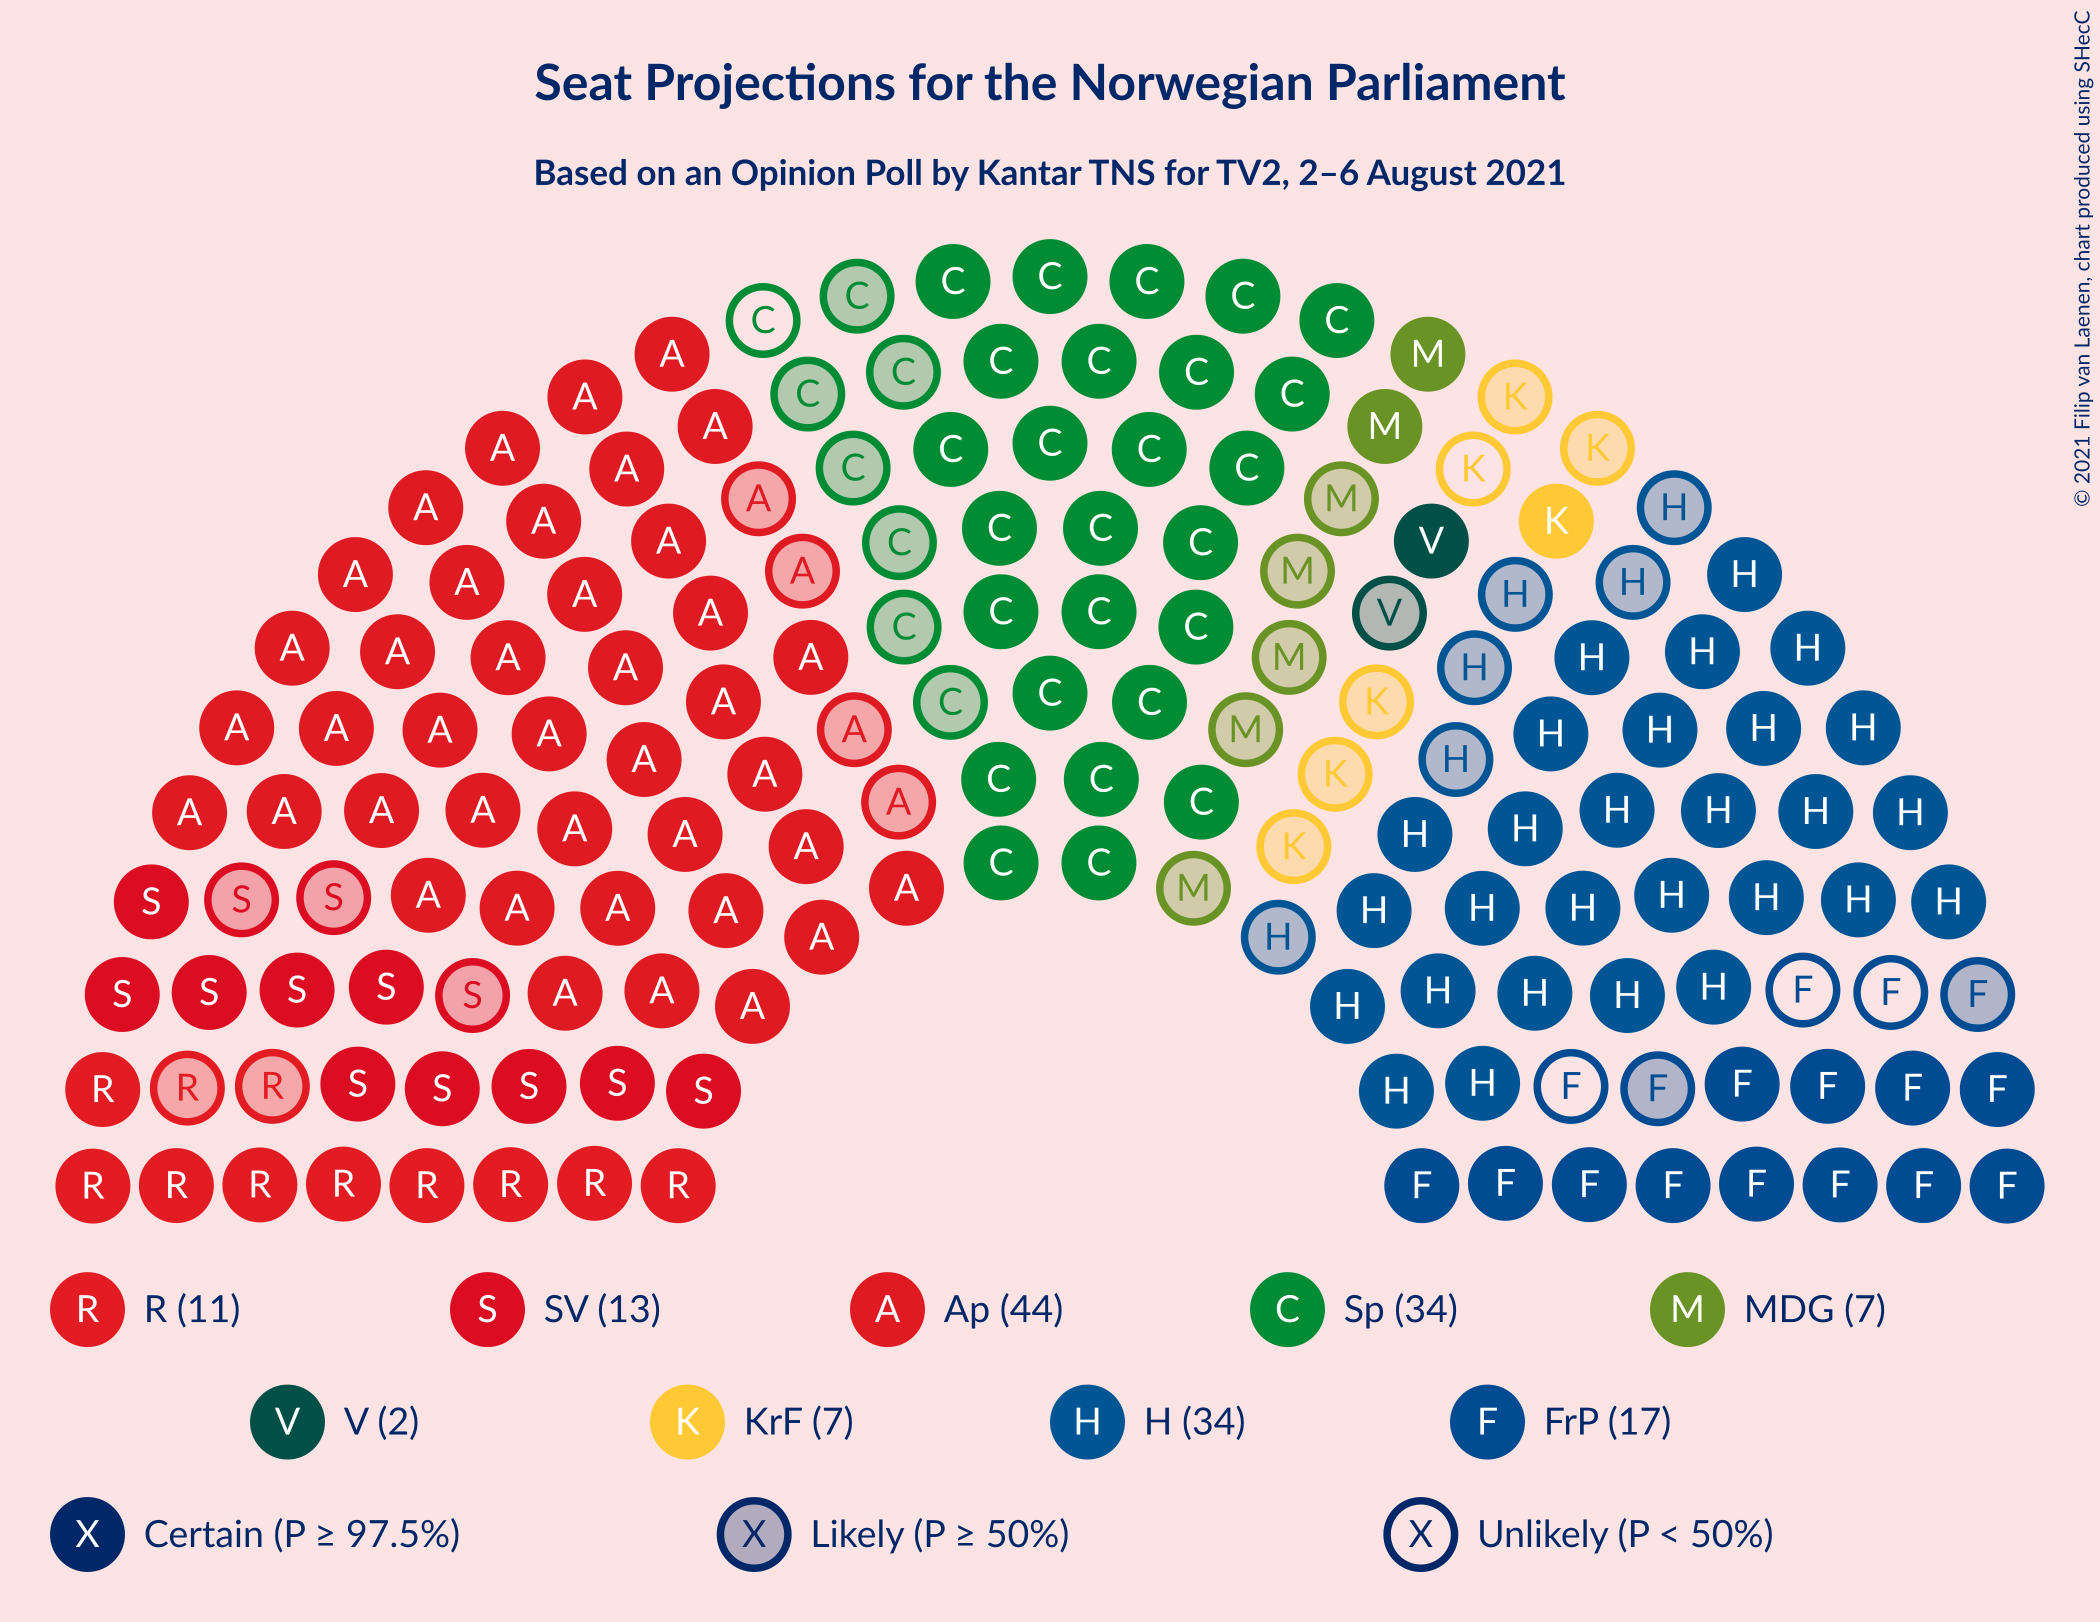 Seat Projections for the Norwegian Parliament
Based on an Opinion Poll by Kantar TNS for TV2, 2–6 August 2021
© 2021 Filip van Laenen, chart produced using SHecC
C C C C C
C C
A M
C C C C
A C C K
A M
A C C C K
A C C K
A A M H
A C C K
A C C V
A A A M H H
A H
A C C C C V
A A A A A M H H H H
A C C C K
A A A A A M H H H H
A A C C K H
A A A A A A A C H H H H H H
A C C K
S S S A A A A A M H H H H H H H
A H
S S S S S A A A H H H H H F F F
R R R S S S S S H H F F F F F F
R R R R R R R R F F F F F F F F
R R (11) S SV (13) A Ap (44) C Sp (34) M MDG (7)
V V (2) K KrF (7) H H (34) F FrP (17)
X Certain (P ≥ 97.5%) X Likely (P ≥ 50%) X Unlikely (P < 50%)